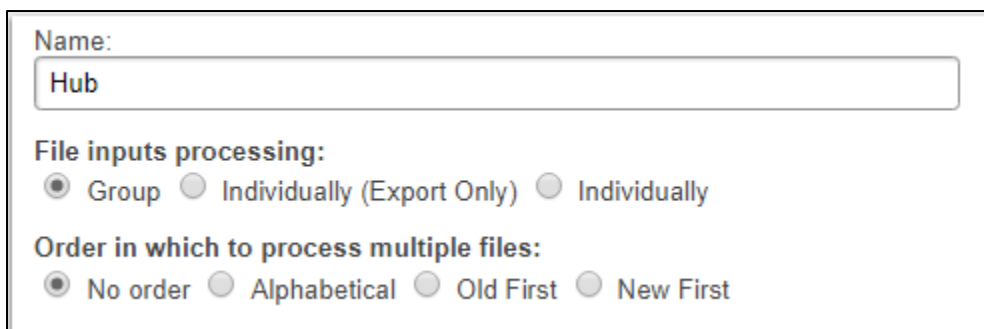 Name:
Hub
File inputs processing:
Group Individually (Export Only) Individually
Order in which to process multiple files:
No order Alphabetical Old First New First